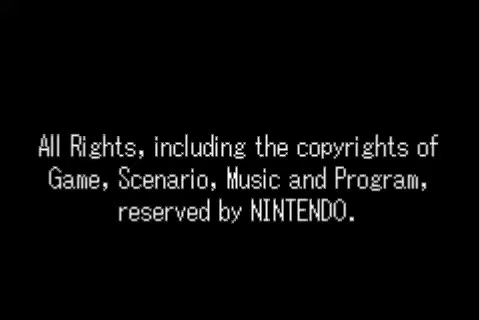 All Rights, including the copyrights of
Game, Scenario, Music and Program,
reserved by NINTENDO.